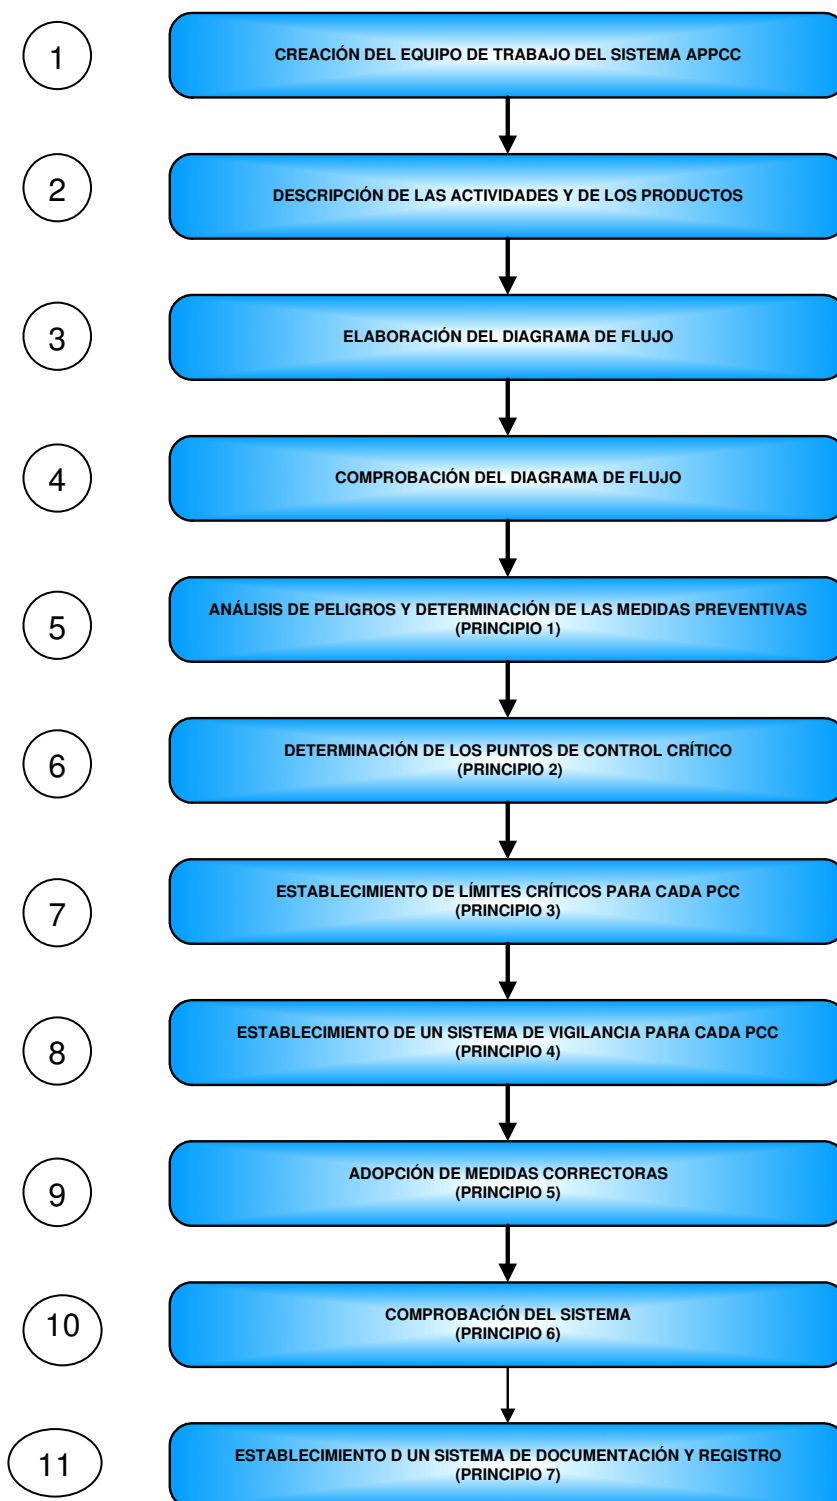 1
CREACIÓN DEL EQUIPO DE TRABAJO DEL SISTEMA APPCC
2
DESCRIPCIÓN DE LAS ACTIVIDADES Y DE LOS PRODUCTOS
3
ELABORACIÓN DEL DIAGRAMA DE FLUJO
4
COMPROBACIÓN DEL DIAGRAMA DE FLUJO
5
ANÁLISIS DE PELIGROS Y DETERMINACIÓN DE LAS MEDIDAS PREVENTIVAS
(PRINCIPIO 1)
6
DETERMINACIÓN DE LOS PUNTOS DE CONTROL CRÍTICO
(PRINCIPIO 2)
7
ESTABLECIMIENTO DE LÍMITES CRÍTICOS PARA CADA PCC
(PRINCIPIO 3)
8
ESTABLECIMIENTO DE UN SISTEMA DE VIGILANCIA PARA CADA PCC
(PRINCIPIO 4)
9
ADOPCIÓN DE MEDIDAS CORRECTORAS
(PRINCIPIO 5)
10
COMPROBACIÓN DEL SISTEMA
(PRINCIPIO 6)
11
ESTABLECIMIENTO D UN SISTEMA DE DOCUMENTACIÓN Y REGISTRO
(PRINCIPIO 7)